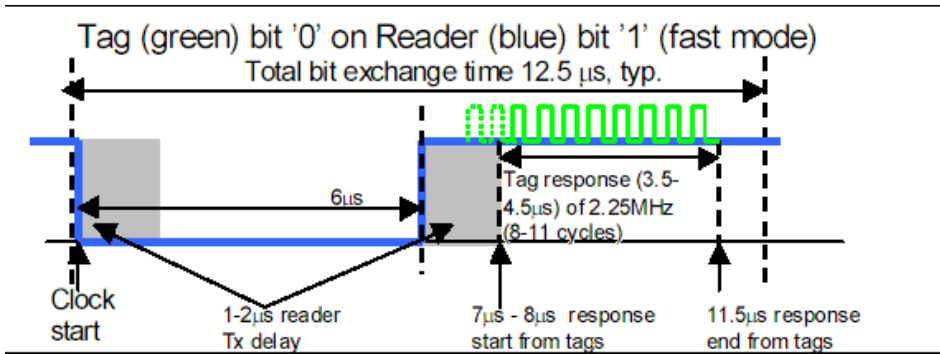 Tag (green) bit '0' on Reader (blue) bit '1' (fast mode)
Total bit exchange time 12.5 μs, typ.
6μs
Tag response (3.5-
4.5μs) of 2.25MHz
(8-11 cycles)
Clock
start
1-2μs reader
Tx delay
7μs - 8μs response
start from tags
11.5μs response
end from tags